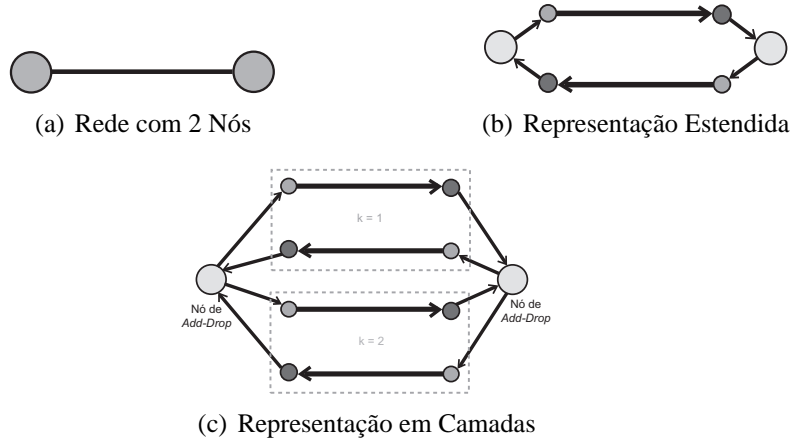 (a) Rede com 2 Nós
(b) Representação Estendida
k = 1
Nó de
Add-Drop
Nó de
Add-Drop
k = 2
(c) Representação em Camadas